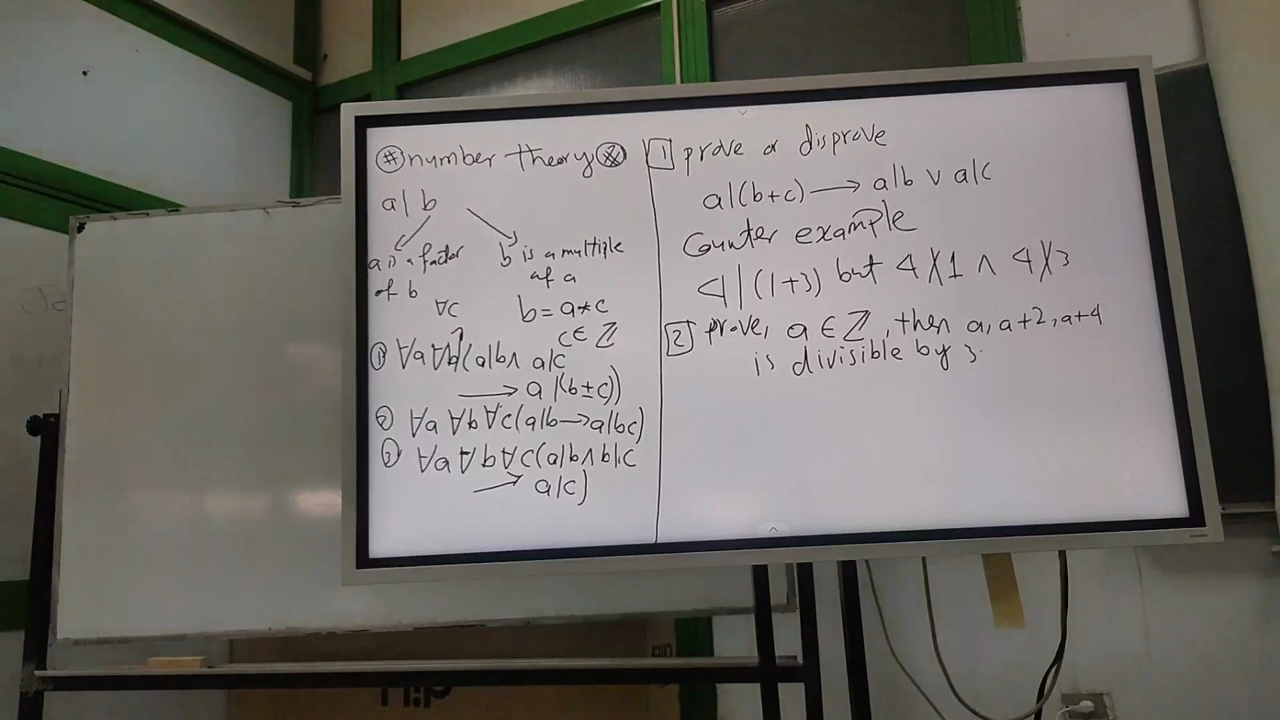 ⊛ number theory ⊛
a|b
a is a factor
of b
b is a multiple
of a
∀c
b = a * c
c ∈ ℤ
① ∀a ∀b (a|b ∧ a|c
⟶ a |(b±c))
② ∀a ∀b ∀c(a|b ⟶ a|bc)
③ ∀a ∀b ∀c(a|b ∧ b|c
⟶ a|c)
1 prove or disprove
a|(b+c) ⟶ a|b ∨ a|c
Counter example
4 | (1+3) but 4 ∤ 1 ∧ 4 ∤ 3
2 prove, a ∈ ℤ, then a, a+2, a+4
is divisible by 3.